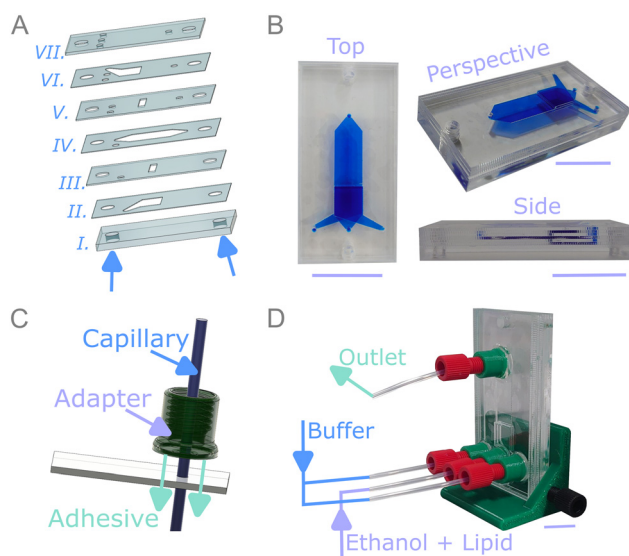 A
VII.
VI.
V.
IV.
III.
II.
I.
B
Top
Perspective
Side
C
Capillary
Adapter
Adhesive
D
Outlet
Buffer
Ethanol + Lipid